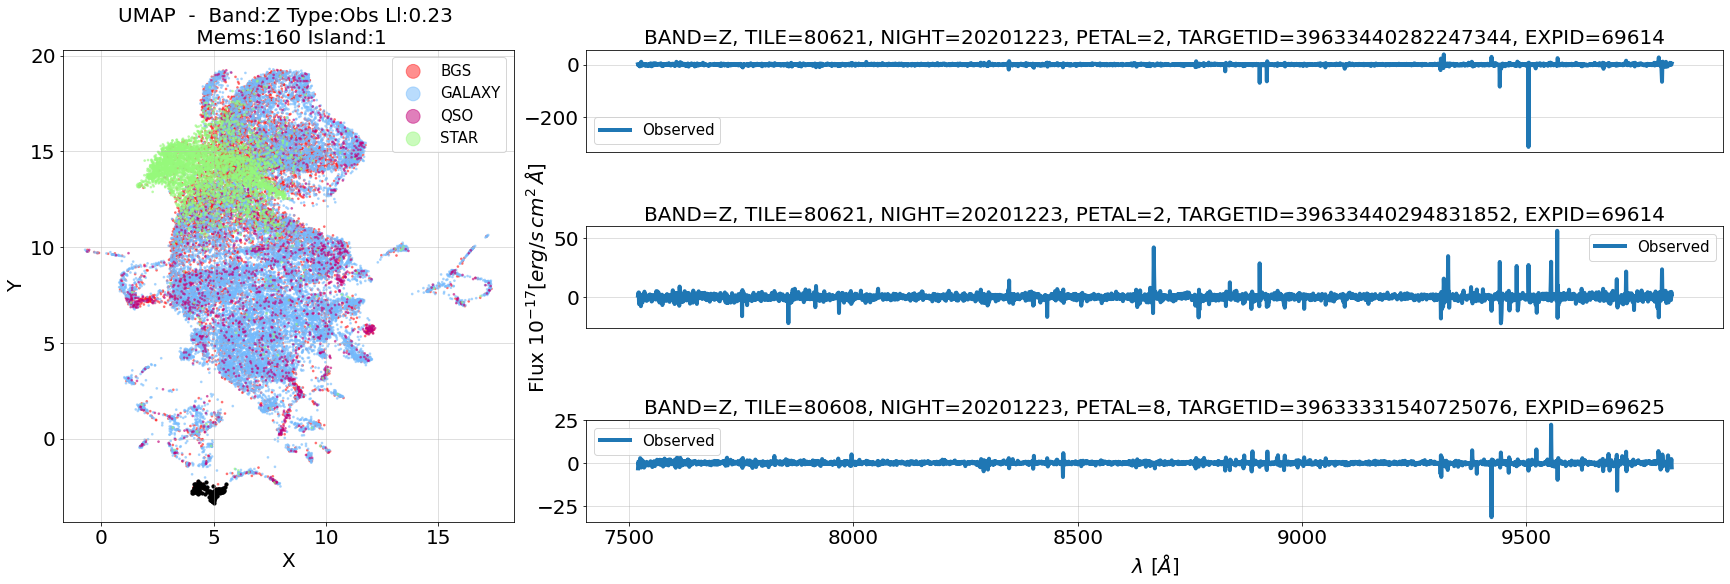 UMAP - Band:Z Type:Obs Ll:0.23
Mems:160 Island:1
20
15
10
5
0
Y
0
5
10
15
X
BGS
GALAXY
QSO
STAR
Flux 10^{-17}[erg/s cm^2 Å]
BAND=Z, TILE=80621, NIGHT=20201223, PETAL=2, TARGETID=39633440282247344, EXPID=69614
0
−200
Observed
BAND=Z, TILE=80621, NIGHT=20201223, PETAL=2, TARGETID=39633440294831852, EXPID=69614
50
0
Observed
BAND=Z, TILE=80608, NIGHT=20201223, PETAL=8, TARGETID=39633331540725076, EXPID=69625
25
0
−25
Observed
7500
8000
8500
9000
9500
λ [Å]